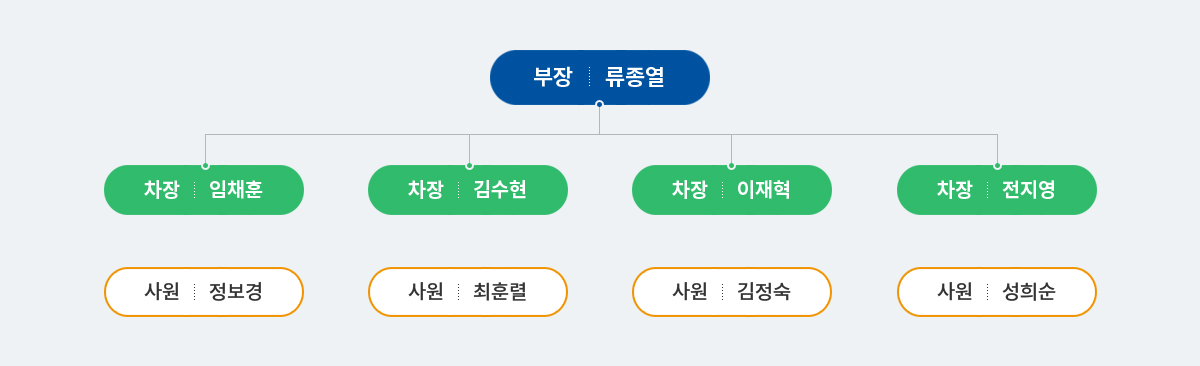 부장 류종열
차장 임채훈
차장 김수현
차장 이재혁
차장 전지영
사원 정보경
사원 최훈렬
사원 김정숙
사원 성희순